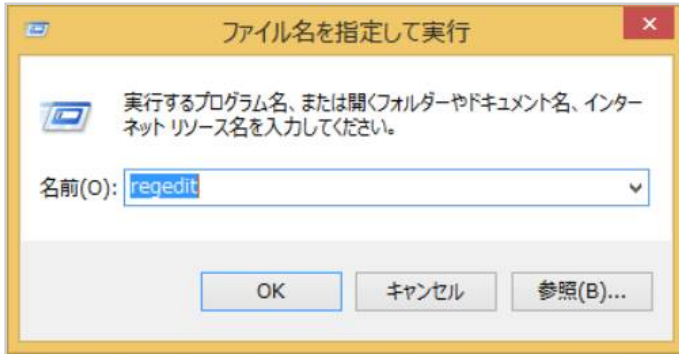 ファイル名を指定して実行
×
実行するプログラム名、または開くフォルダーやドキュメント名、インター
ネット リソース名を入力してください。
名前(O): regedit
OK キャンセル 参照(B)...